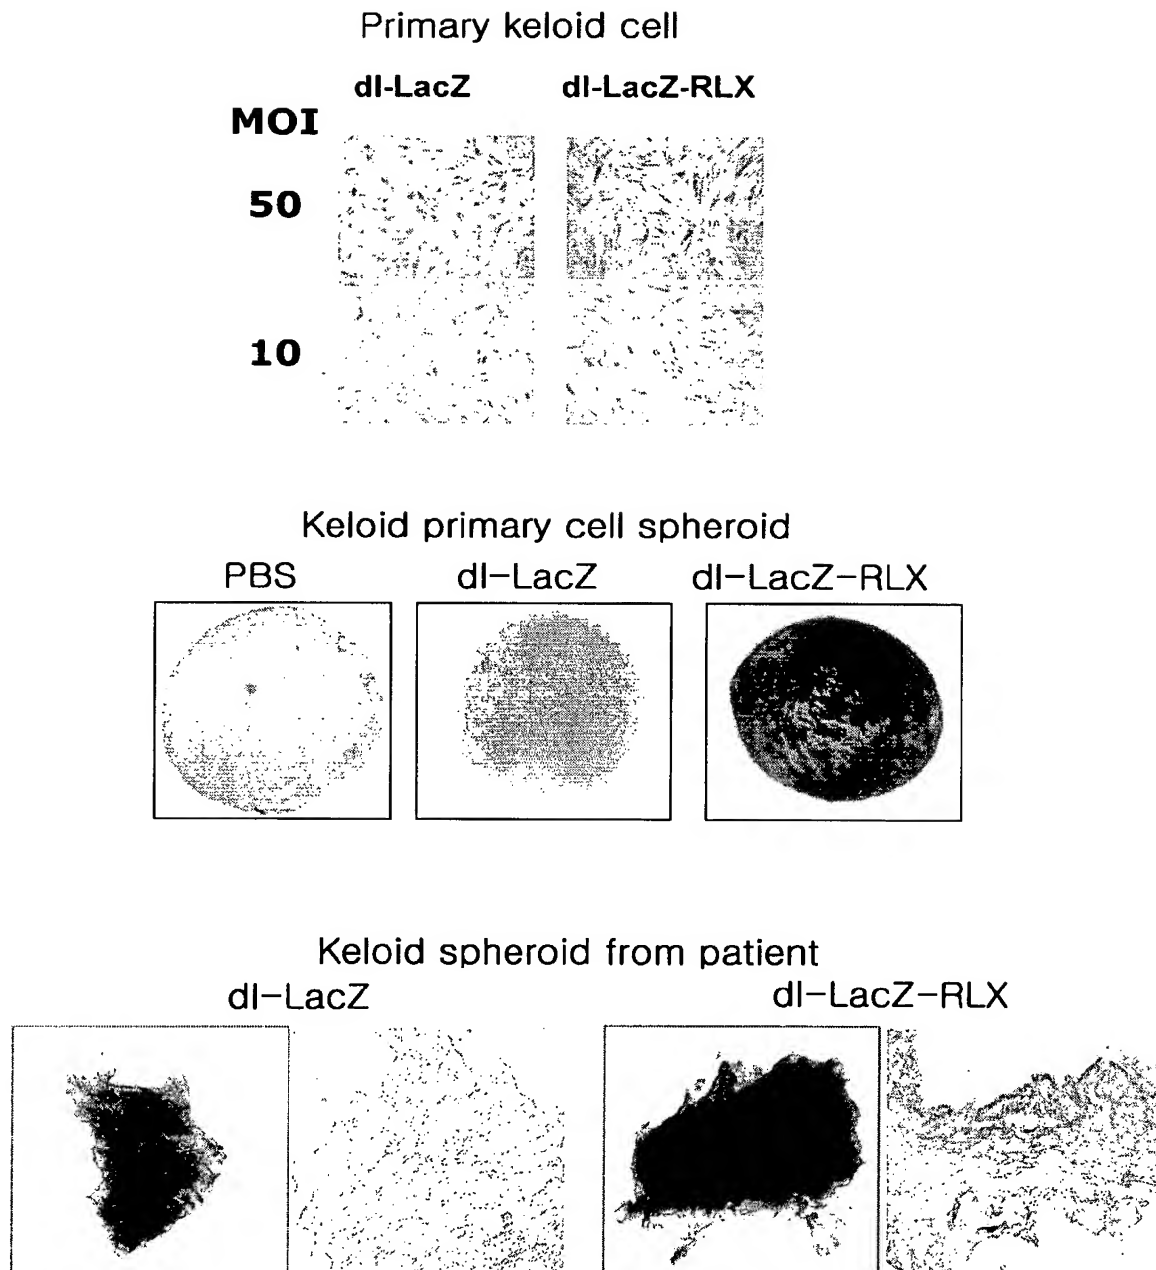 Primary keloid cell
dl-LacZ dl-LacZ-RLX
MOI
50
10
Keloid primary cell spheroid
PBS dl-LacZ dl-LacZ-RLX
Keloid spheroid from patient
dl-LacZ dl-LacZ-RLX